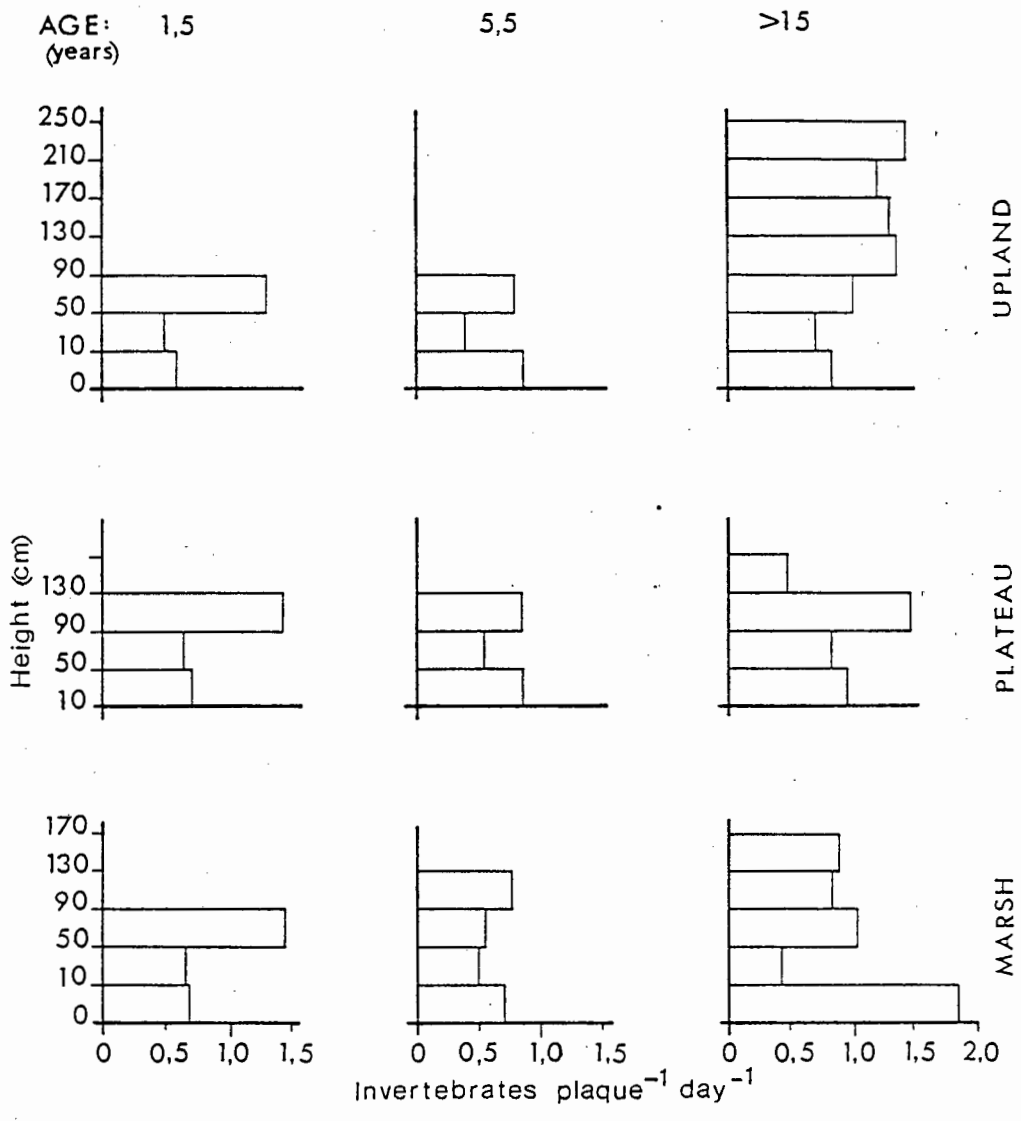 AGE: 1,5 5,5 >15
(years)
250
210
170
130
90
50
10
0
UPLAND
Height (cm)
130
90
50
10
PLATEAU
170
130
90
50
10
0
MARSH
0 0,5 1,0 1,5 0 0,5 1,0 1,5 0 0,5 1,0 1,5 2,0
Invertebrates plaque⁻¹ day⁻¹